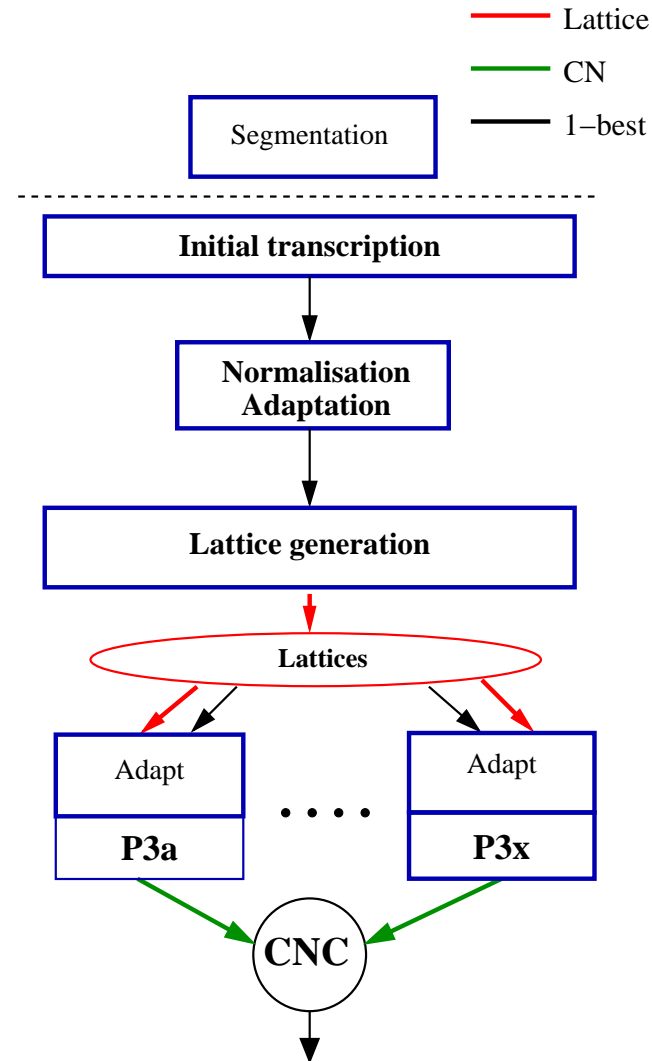 Lattice
CN
1−best
Segmentation
Initial transcription
Normalisation
Adaptation
Lattice generation
Lattices
Adapt
P3a
Adapt
P3x
CNC